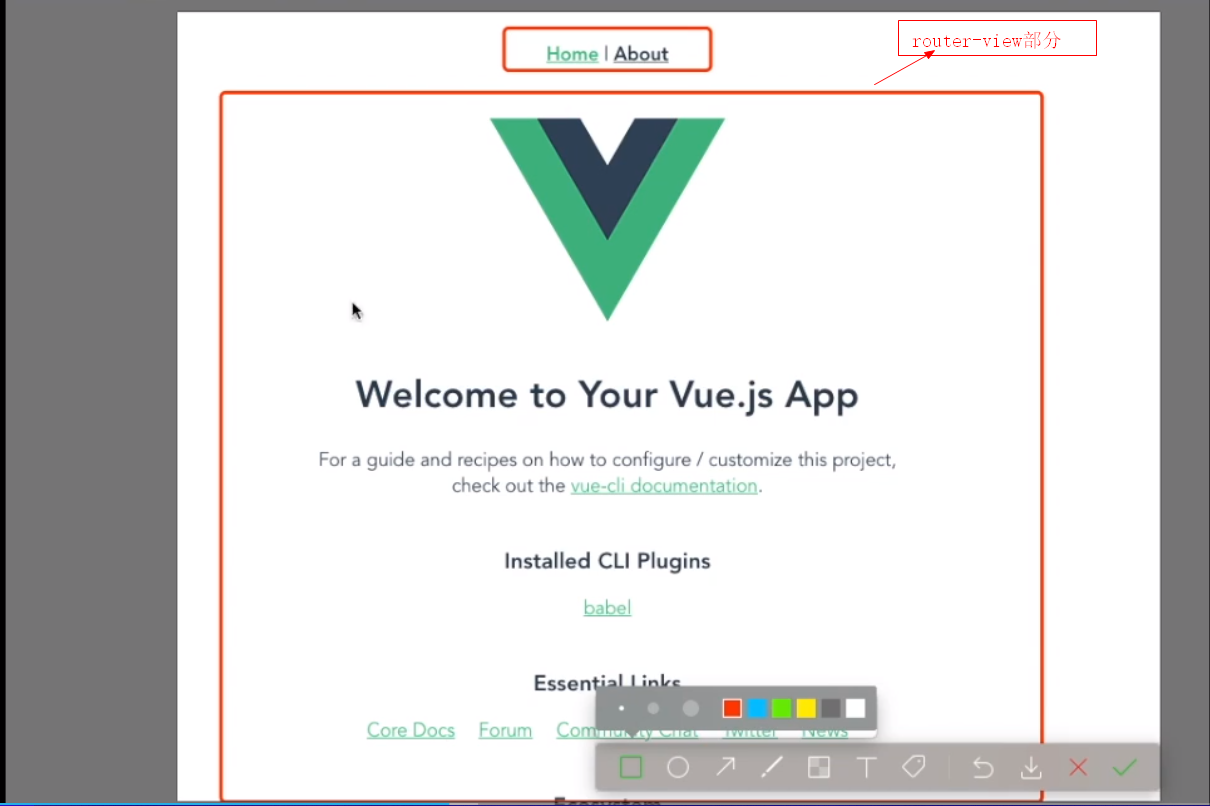 Home | About
router-view部分
Welcome to Your Vue.js App
For a guide and recipes on how to configure / customize this project,
check out the vue-cli documentation.
Installed CLI Plugins
babel
Essential Links
Core Docs Forum Community Chat Twitter News
Ecosystem